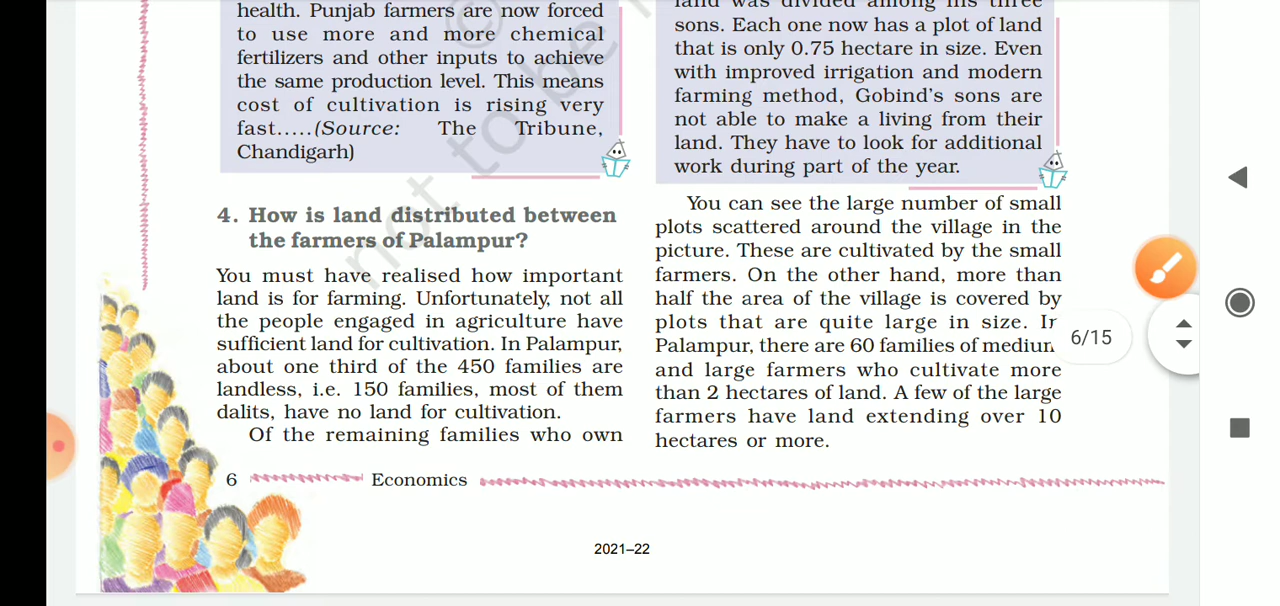 health. Punjab farmers are now forced
to use more and more chemical
fertilizers and other inputs to achieve
the same production level. This means
cost of cultivation is rising very
fast.....(Source: The Tribune,
Chandigarh)
4. How is land distributed between
the farmers of Palampur?
You must have realised how important
land is for farming. Unfortunately, not all
the people engaged in agriculture have
sufficient land for cultivation. In Palampur,
about one third of the 450 families are
landless, i.e. 150 families, most of them
dalits, have no land for cultivation.
Of the remaining families who own
land was divided among his three
sons. Each one now has a plot of land
that is only 0.75 hectare in size. Even
with improved irrigation and modern
farming method, Gobind's sons are
not able to make a living from their
land. They have to look for additional
work during part of the year.
You can see the large number of small
plots scattered around the village in the
picture. These are cultivated by the small
farmers. On the other hand, more than
half the area of the village is covered by
plots that are quite large in size. In
Palampur, there are 60 families of medium
and large farmers who cultivate more
than 2 hectares of land. A few of the large
farmers have land extending over 10
hectares or more.
6/15
6 Economics
2021–22
© not to be